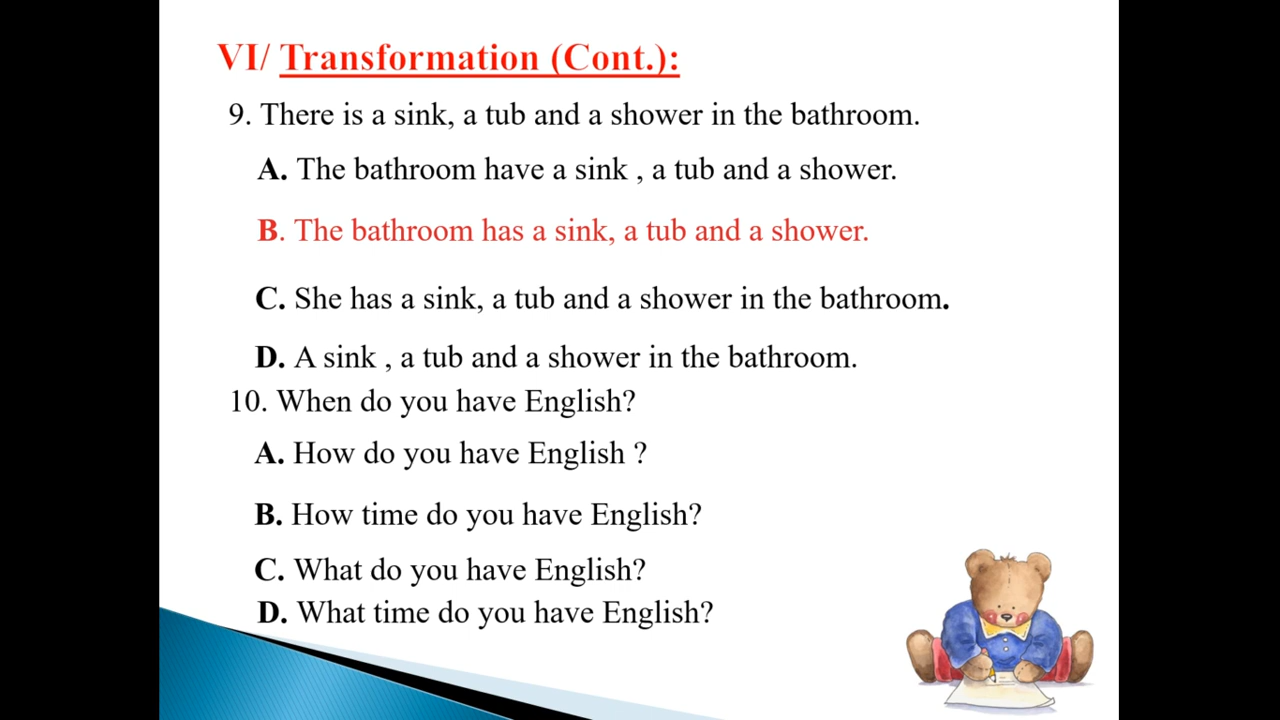 VI/ Transformation (Cont.):
9. There is a sink, a tub and a shower in the bathroom.
A. The bathroom have a sink , a tub and a shower.
B. The bathroom has a sink, a tub and a shower.
C. She has a sink, a tub and a shower in the bathroom.
D. A sink , a tub and a shower in the bathroom.
10. When do you have English?
A. How do you have English ?
B. How time do you have English?
C. What do you have English?
D. What time do you have English?